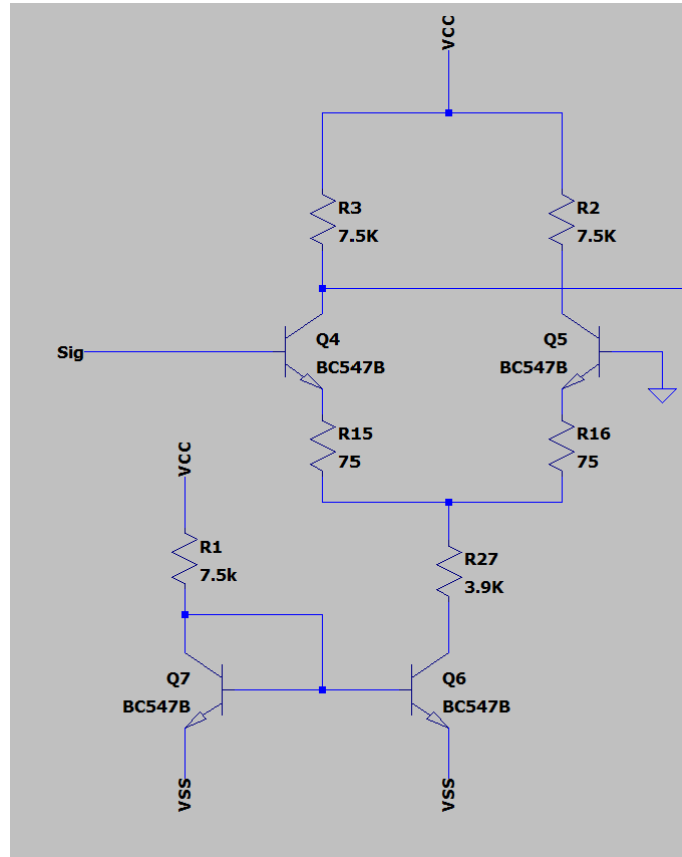 VCC
R3
7.5K
R2
7.5K
Sig
Q4
BC547B
Q5
BC547B
R15
75
R16
75
VCC
R1
7.5k
R27
3.9K
Q7
BC547B
Q6
BC547B
VSS
VSS